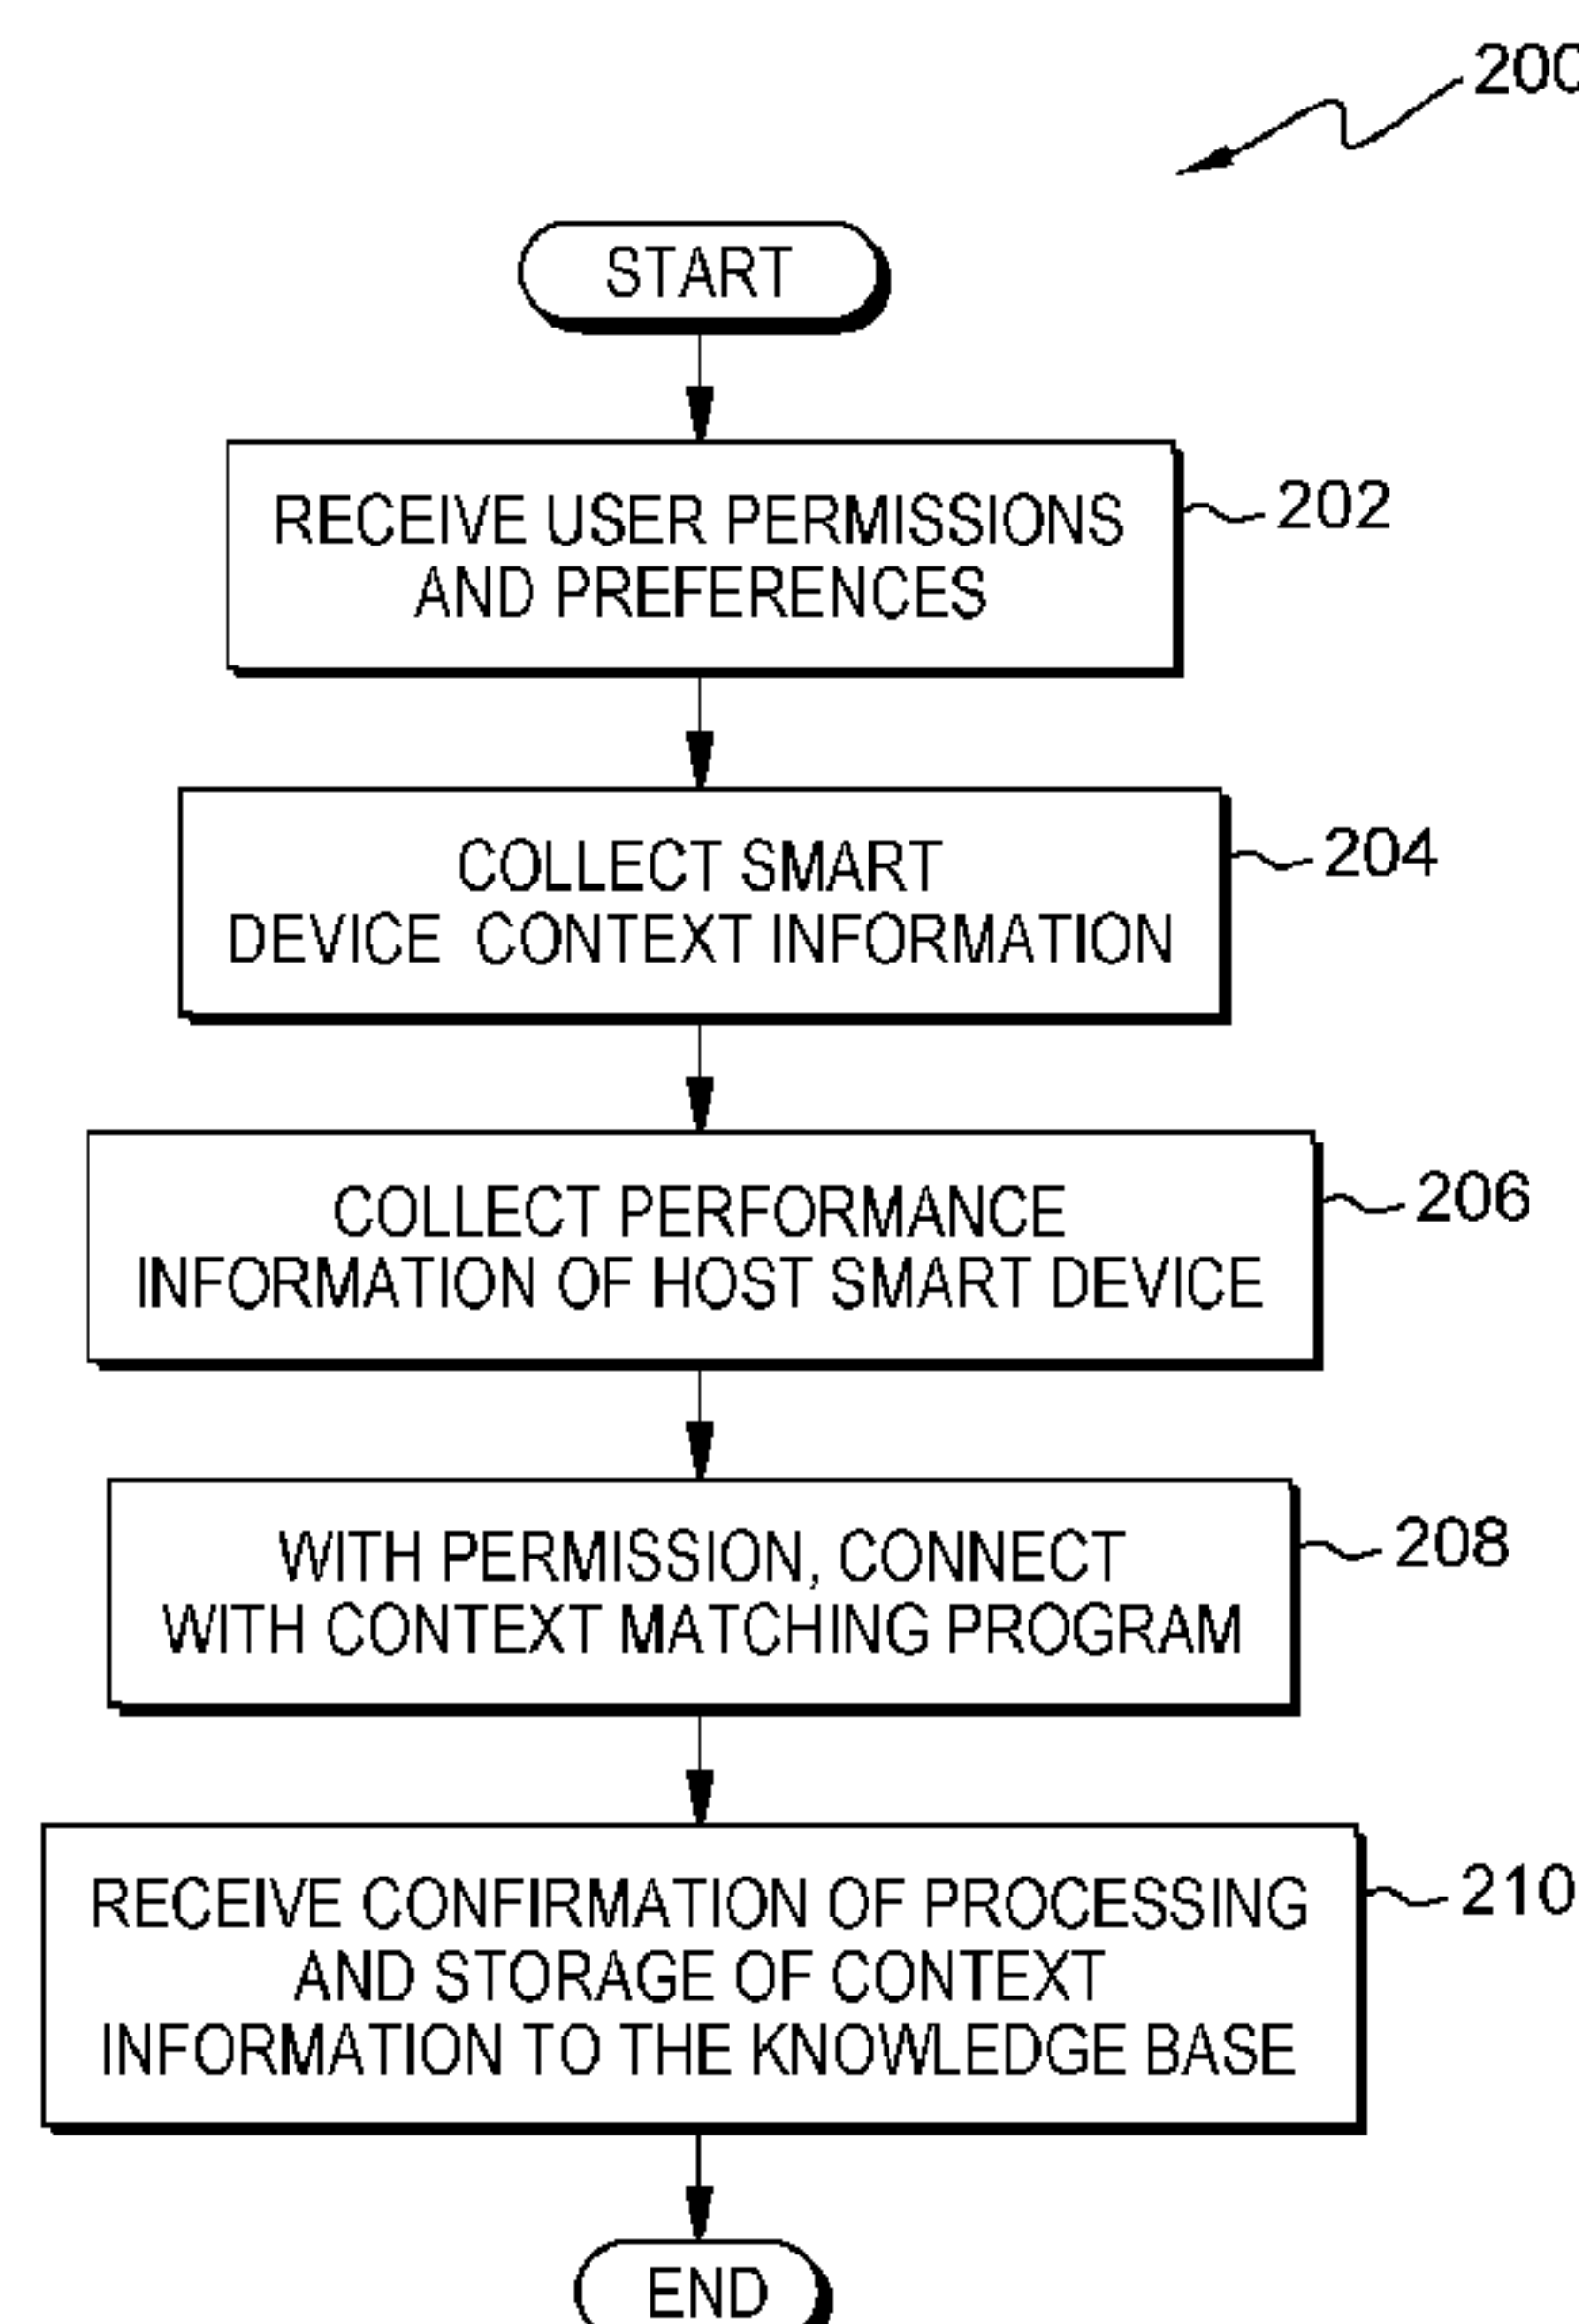 200
START
RECEIVE USER PERMISSIONS
AND PREFERENCES
202
COLLECT SMART
DEVICE CONTEXT INFORMATION
204
COLLECT PERFORMANCE
INFORMATION OF HOST SMART DEVICE
206
WITH PERMISSION, CONNECT
WITH CONTEXT MATCHING PROGRAM
208
RECEIVE CONFIRMATION OF PROCESSING
AND STORAGE OF CONTEXT
INFORMATION TO THE KNOWLEDGE BASE
210
END